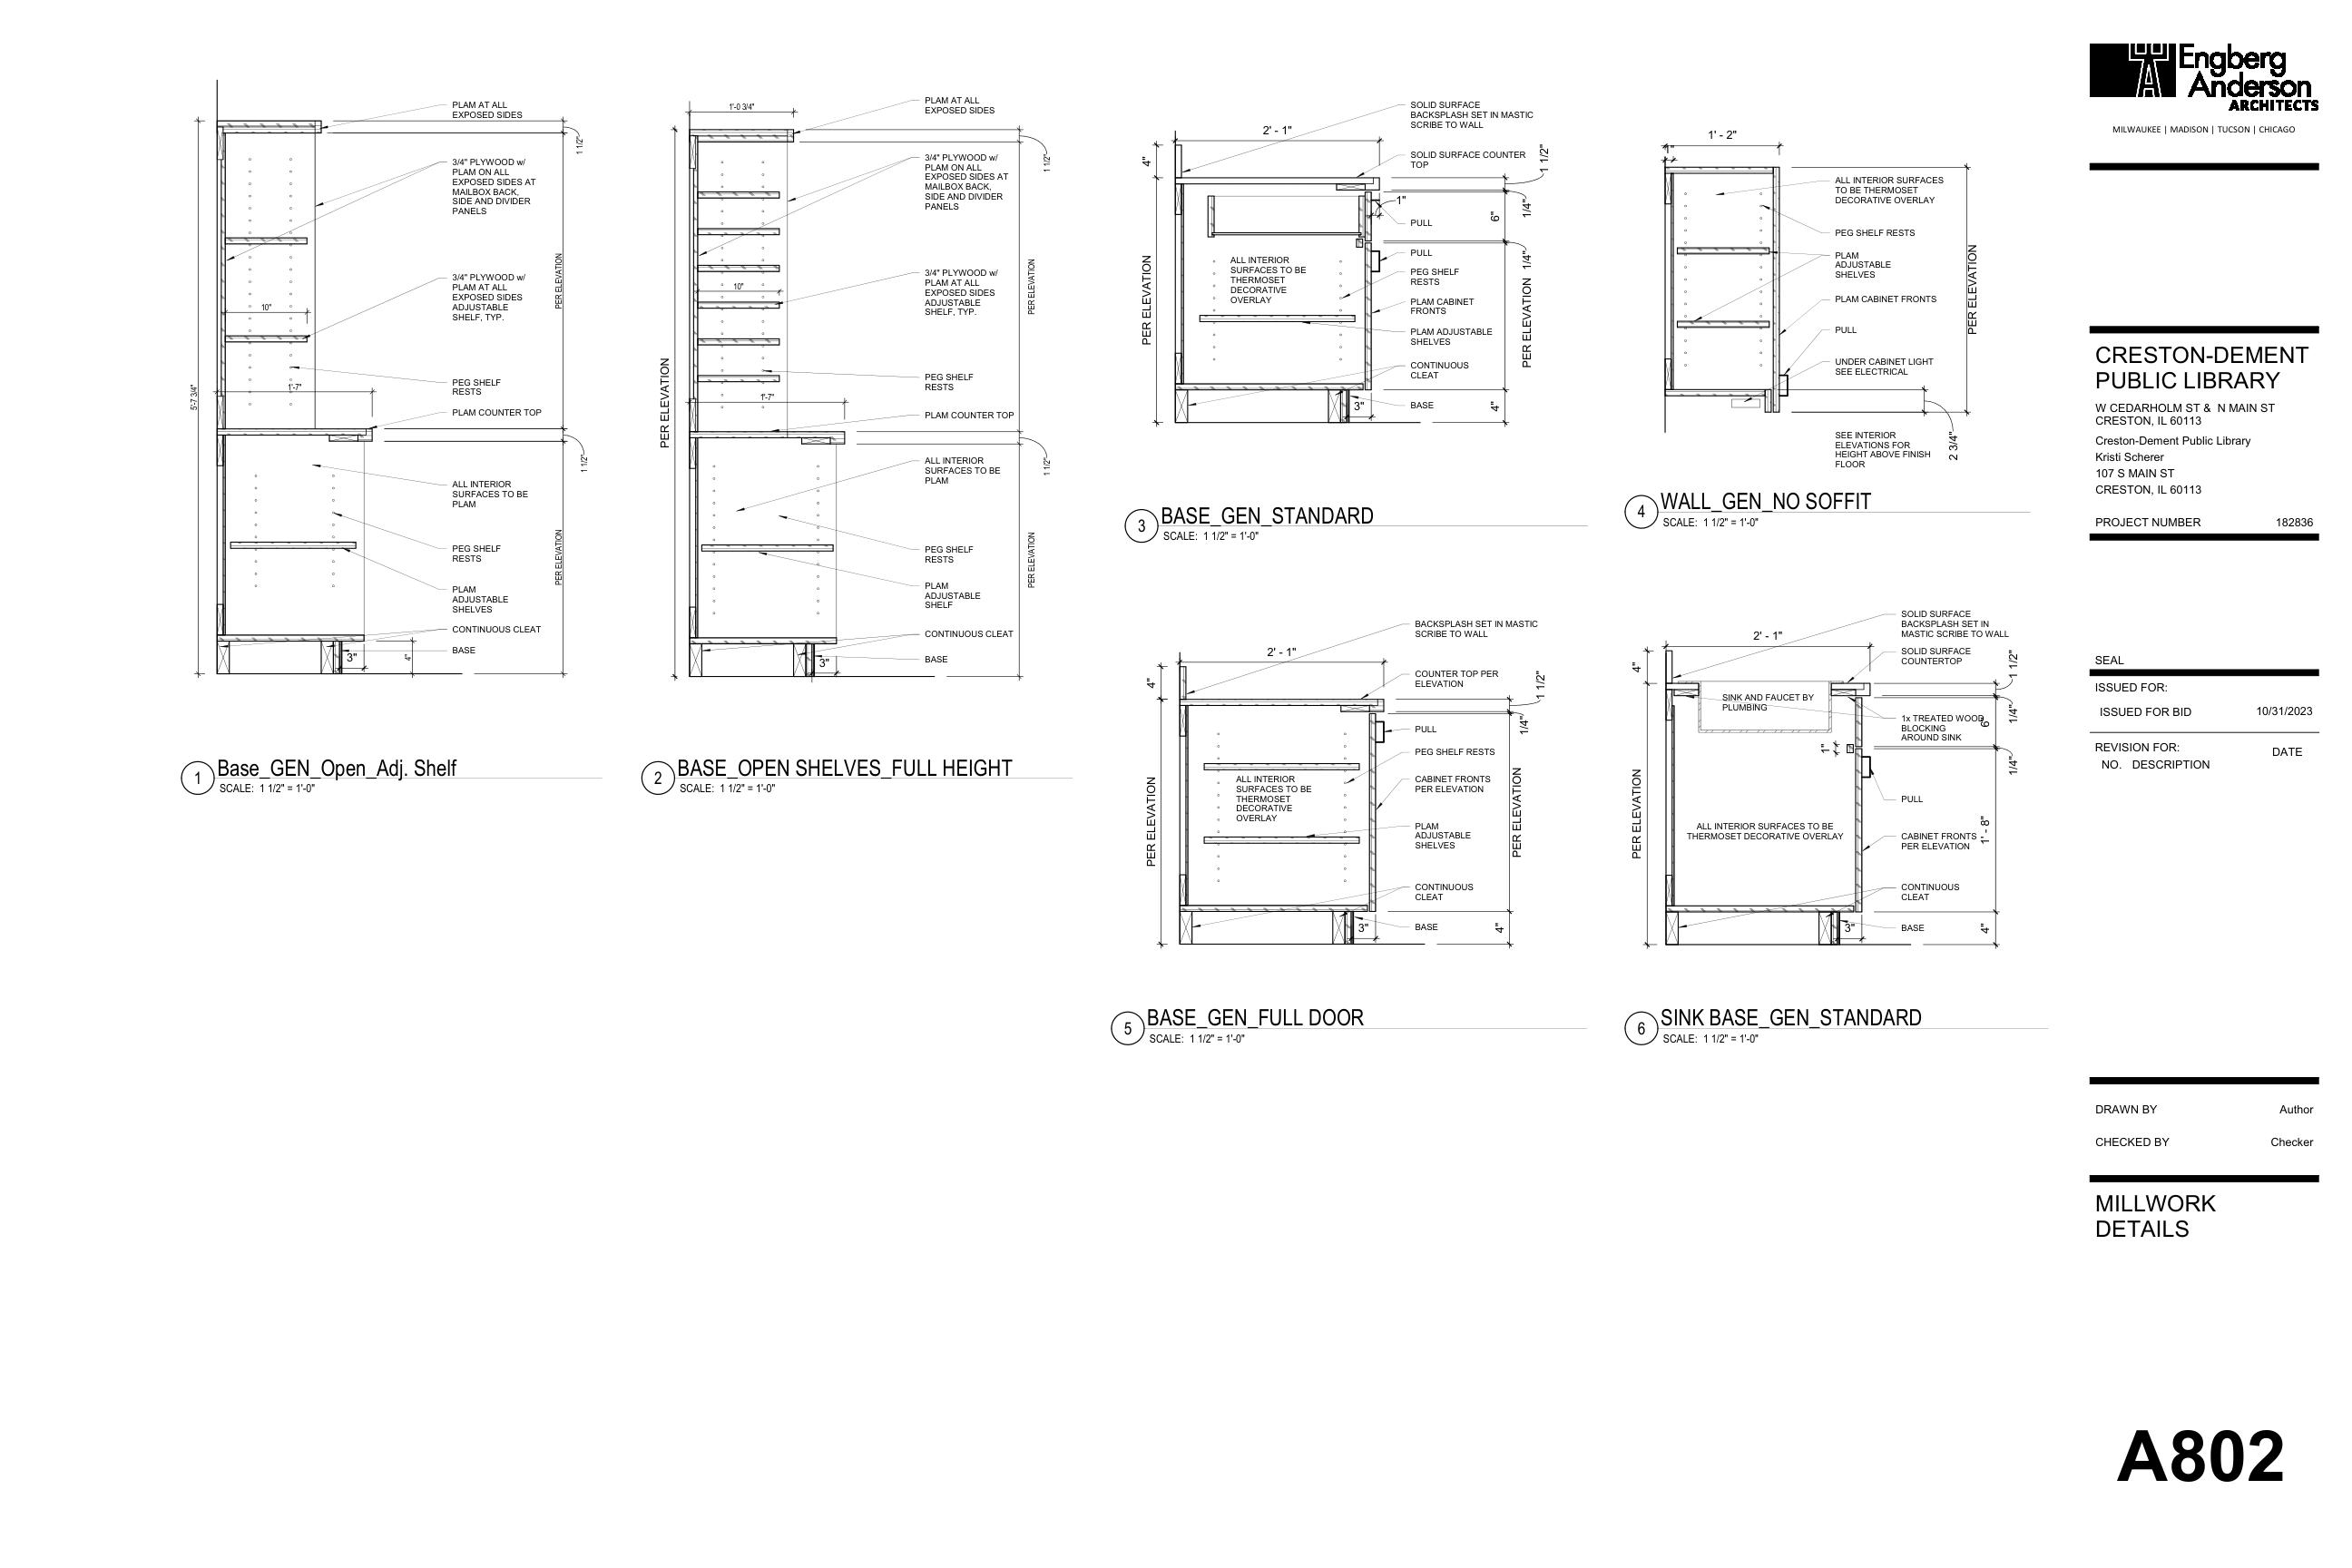 PLAM AT ALL
EXPOSED SIDES
1 1/2"
3/4" PLYWOOD w/
PLAM ON ALL
EXPOSED SIDES AT
MAILBOX BACK,
SIDE AND DIVIDER
PANELS
PER ELEVATION
3/4" PLYWOOD w/
PLAM AT ALL
EXPOSED SIDES
ADJUSTABLE
SHELF, TYP.
10"
5'-7 3/4"
PEG SHELF
RESTS
1'-7"
PLAM COUNTER TOP
1 1/2"
ALL INTERIOR
SURFACES TO BE
PLAM
PER ELEVATION
PEG SHELF
RESTS
PLAM
ADJUSTABLE
SHELVES
CONTINUOUS CLEAT
BASE
3"
4"
1
Base_GEN_Open_Adj. Shelf
SCALE: 1 1/2" = 1'-0"
1'-0 3/4"
PLAM AT ALL
EXPOSED SIDES
1 1/2"
3/4" PLYWOOD w/
PLAM ON ALL
EXPOSED SIDES AT
MAILBOX BACK,
SIDE AND DIVIDER
PANELS
PER ELEVATION
3/4" PLYWOOD w/
PLAM AT ALL
EXPOSED SIDES
ADJUSTABLE
SHELF, TYP.
10"
PER ELEVATION
PEG SHELF
RESTS
1'-7"
PLAM COUNTER TOP
1 1/2"
ALL INTERIOR
SURFACES TO BE
PLAM
PER ELEVATION
PEG SHELF
RESTS
PLAM
ADJUSTABLE
SHELF
CONTINUOUS CLEAT
BASE
3"
2
BASE_OPEN SHELVES_FULL HEIGHT
SCALE: 1 1/2" = 1'-0"
SOLID SURFACE
BACKSPLASH SET IN MASTIC
SCRIBE TO WALL
2' - 1"
4"
SOLID SURFACE COUNTER
TOP
1 1/2"
1"
6"
1/4"
PULL
PULL
1/4"
ALL INTERIOR
SURFACES TO BE
THERMOSET
DECORATIVE
OVERLAY
PEG SHELF
RESTS
PLAM CABINET
FRONTS
PER ELEVATION
PER ELEVATION
PLAM ADJUSTABLE
SHELVES
CONTINUOUS
CLEAT
BASE
3"
4"
3
BASE_GEN_STANDARD
SCALE: 1 1/2" = 1'-0"
1' - 2"
1"
ALL INTERIOR SURFACES
TO BE THERMOSET
DECORATIVE OVERLAY
PEG SHELF RESTS
PLAM
ADJUSTABLE
SHELVES
PER ELEVATION
PLAM CABINET FRONTS
PULL
UNDER CABINET LIGHT
SEE ELECTRICAL
SEE INTERIOR
ELEVATIONS FOR
HEIGHT ABOVE FINISH
FLOOR
2 3/4"
4
WALL_GEN_NO SOFFIT
SCALE: 1 1/2" = 1'-0"
BACKSPLASH SET IN MASTIC
SCRIBE TO WALL
2' - 1"
4"
COUNTER TOP PER
ELEVATION
1 1/2"
1/4"
PULL
PEG SHELF RESTS
ALL INTERIOR
SURFACES TO BE
THERMOSET
DECORATIVE
OVERLAY
CABINET FRONTS
PER ELEVATION
PER ELEVATION
PER ELEVATION
PLAM
ADJUSTABLE
SHELVES
CONTINUOUS
CLEAT
BASE
3"
4"
5
BASE_GEN_FULL DOOR
SCALE: 1 1/2" = 1'-0"
SOLID SURFACE
BACKSPLASH SET IN
MASTIC SCRIBE TO WALL
2' - 1"
4"
SOLID SURFACE
COUNTERTOP
1 1/2"
SINK AND FAUCET BY
PLUMBING
1x TREATED WOOD
BLOCKING
AROUND SINK
6"
1/4"
1"
1/4"
PULL
PER ELEVATION
ALL INTERIOR SURFACES TO BE
THERMOSET DECORATIVE OVERLAY
CABINET FRONTS
PER ELEVATION
1' - 8"
CONTINUOUS
CLEAT
BASE
3"
4"
6
SINK BASE_GEN_STANDARD
SCALE: 1 1/2" = 1'-0"
Engberg
Anderson
ARCHITECTS
MILWAUKEE | MADISON | TUCSON | CHICAGO
CRESTON-DEMENT
PUBLIC LIBRARY
W CEDARHOLM ST & N MAIN ST
CRESTON, IL 60113
Creston-Dement Public Library
Kristi Scherer
107 S MAIN ST
CRESTON, IL 60113
PROJECT NUMBER 182836
SEAL
ISSUED FOR:
ISSUED FOR BID 10/31/2023
REVISION FOR:
NO. DESCRIPTION DATE
DRAWN BY Author
CHECKED BY Checker
MILLWORK
DETAILS
A802